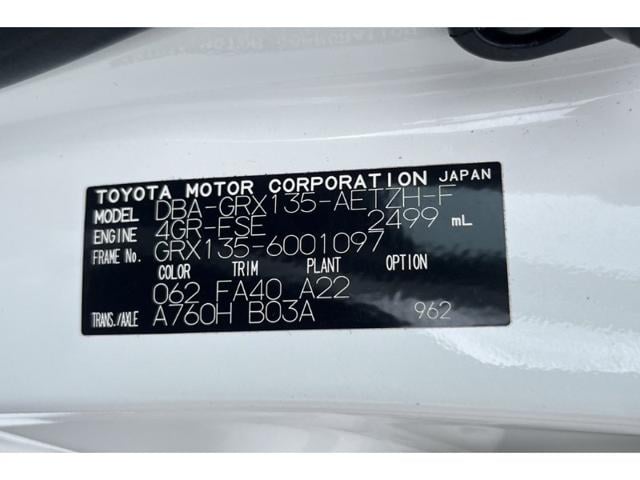 TOYOTA MOTOR CORPORATION JAPAN
MODEL DBA-GRX135-AETZH-F
ENGINE 4GR-FSE 2499 mL
FRAME No. GRX135-6001097
COLOR TRIM PLANT OPTION
062 FA40 A22
TRANS./AXLE A760H B03A 962